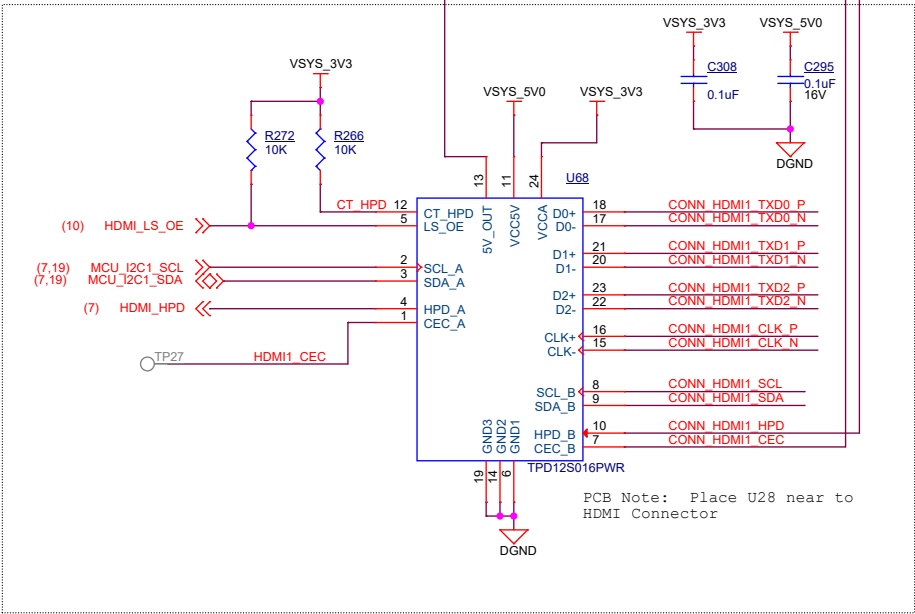 VSYS_3V3 VSYS_5V0
C308 C295
0.1uF 0.1uF
16V
DGND
VSYS_3V3
R272 R266
10K 10K
VSYS_5V0 VSYS_3V3
13 11 24 U68
CT_HPD 12 CT_HPD
(10) HDMI_LS_OE 5 LS_OE
5V_OUT VCC5V VCCA
(7,19) MCU_I2C1_SCL 2 SCL_A
(7,19) MCU_I2C1_SDA 3 SDA_A
(7) HDMI_HPD 4 HPD_A
1 CEC_A
TP27 HDMI1_CEC
D0+ 18 CONN_HDMI1_TXD0_P
D0- 17 CONN_HDMI1_TXD0_N
D1+ 21 CONN_HDMI1_TXD1_P
D1- 20 CONN_HDMI1_TXD1_N
D2+ 23 CONN_HDMI1_TXD2_P
D2- 22 CONN_HDMI1_TXD2_N
CLK+ 16 CONN_HDMI1_CLK_P
CLK- 15 CONN_HDMI1_CLK_N
SCL_B 8 CONN_HDMI1_SCL
SDA_B 9 CONN_HDMI1_SDA
HPD_B 10 CONN_HDMI1_HPD
CEC_B 7 CONN_HDMI1_CEC
GND3 GND2 GND1
19 14 6
TPD12S016PWR
DGND
PCB Note: Place U28 near to
HDMI Connector